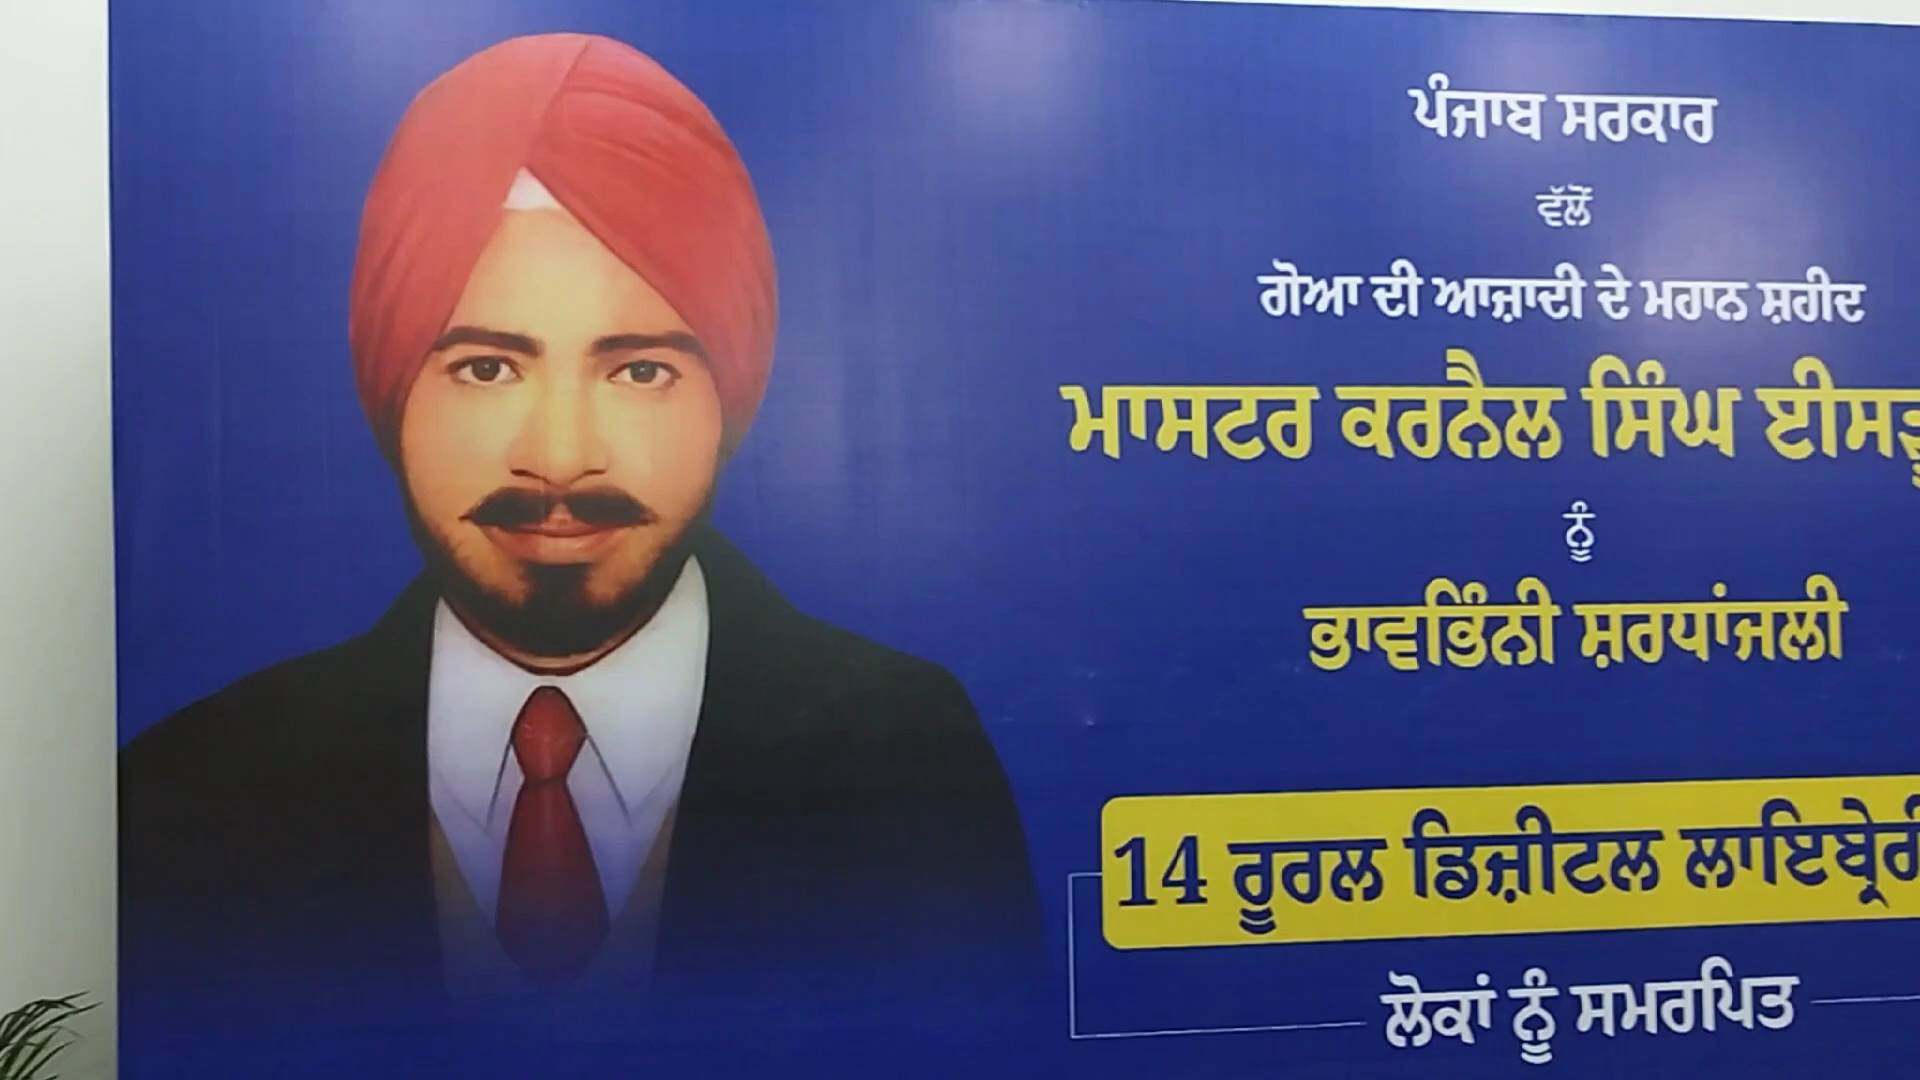 ਪੰਜਾਬ ਸਰਕਾਰ
ਵੱਲੋਂ
ਗੋਆ ਦੀ ਆਜ਼ਾਦੀ ਦੇ ਮਹਾਨ ਸ਼ਹੀਦ
ਮਾਸਟਰ ਕਰਨੈਲ ਸਿੰਘ
ਨੂੰ
ਭਾਵਭਿੰਨੀ ਸ਼ਰਧਾਂਜਲੀ
14 ਰੂਰਲ ਡਿਜ਼ੀਟਲ
ਲੋਕਾਂ ਨੂੰ ਸਮਰਪਿਤ